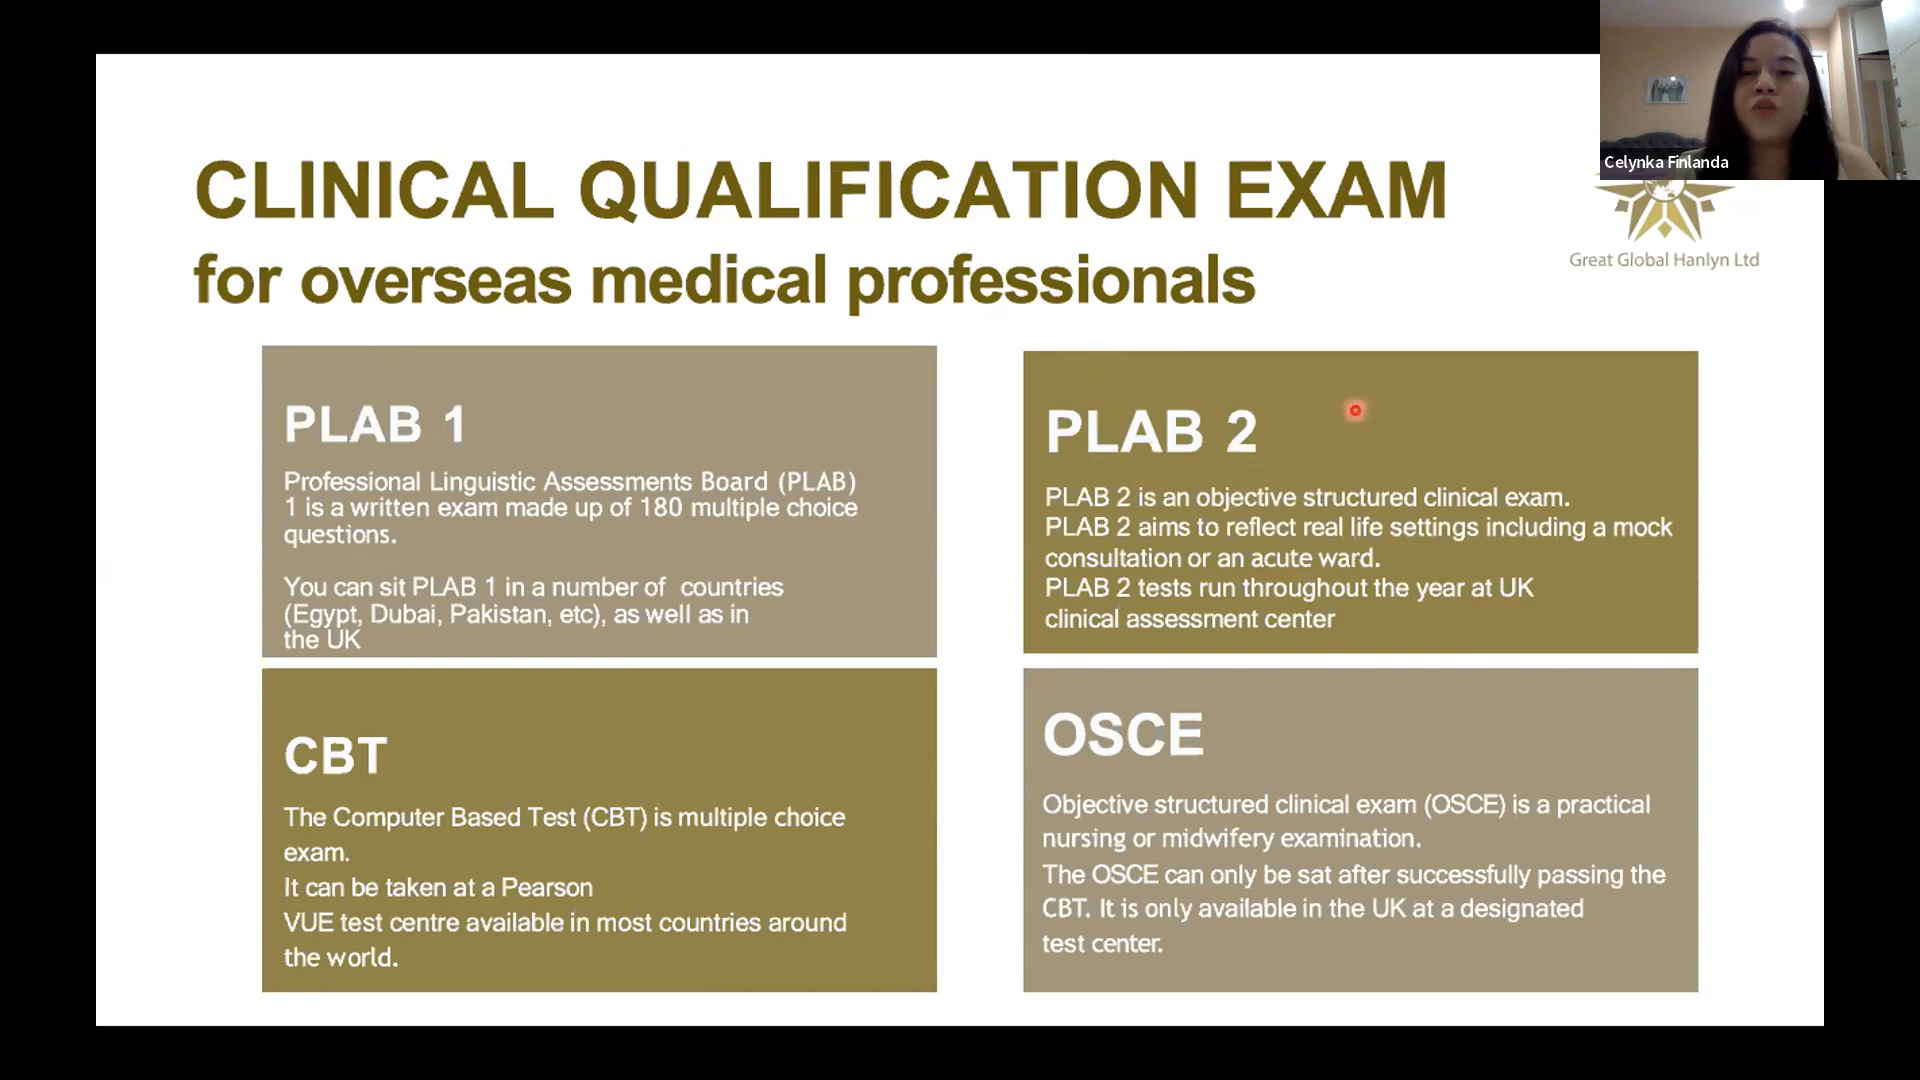 Celynka Finlanda
CLINICAL QUALIFICATION EXAM
for overseas medical professionals
Great Global Hanlyn Ltd
PLAB 1
Professional Linguistic Assessments Board (PLAB)
1 is a written exam made up of 180 multiple choice
questions.
You can sit PLAB 1 in a number of countries
(Egypt, Dubai, Pakistan, etc), as well as in
the UK
PLAB 2
PLAB 2 is an objective structured clinical exam.
PLAB 2 aims to reflect real life settings including a mock
consultation or an acute ward.
PLAB 2 tests run throughout the year at UK
clinical assessment center
CBT
The Computer Based Test (CBT) is multiple choice
exam.
It can be taken at a Pearson
VUE test centre available in most countries around
the world.
OSCE
Objective structured clinical exam (OSCE) is a practical
nursing or midwifery examination.
The OSCE can only be sat after successfully passing the
CBT. It is only available in the UK at a designated
test center.